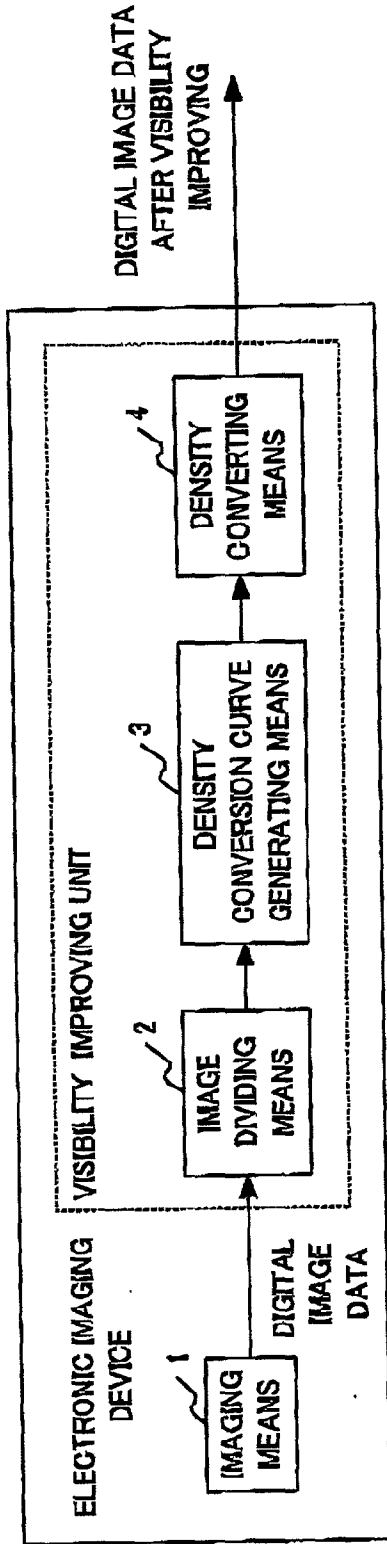 ELECTRONIC IMAGING
DEVICE
VISIBILITY IMPROVING UNIT
1
IMAGING
MEANS
DIGITAL
IMAGE
DATA
2
IMAGE
DIVIDING
MEANS
3
DENSITY
CONVERSION CURVE
GENERATING MEANS
4
DENSITY
CONVERTING
MEANS
DIGITAL IMAGE DATA
AFTER VISIBILITY
IMPROVING